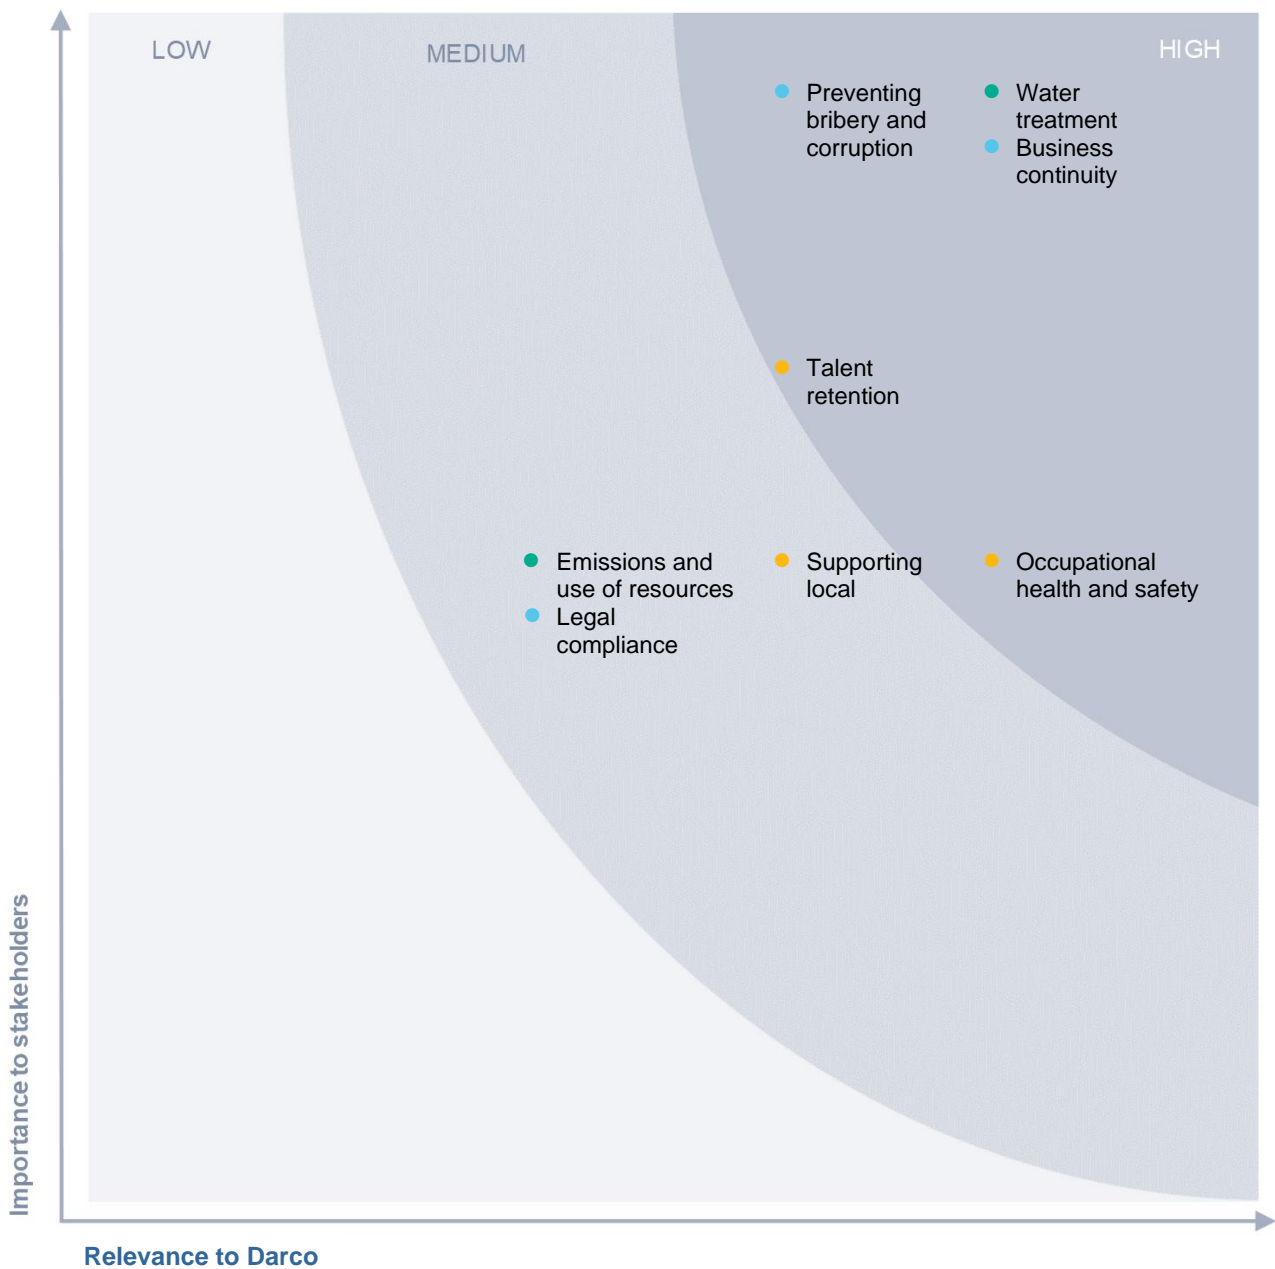 LOW
MEDIUM
HIGH
Preventing
bribery and
corruption
Water
treatment
Business
continuity
Talent
retention
Emissions and
use of resources
Legal
compliance
Supporting
local
Occupational
health and safety
Importance to stakeholders
Relevance to Darco